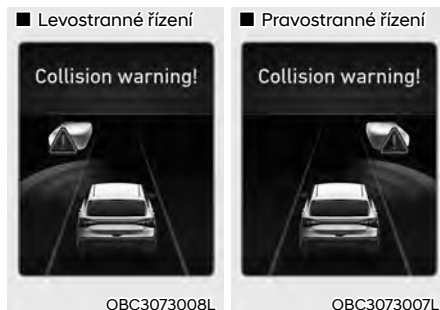 ■ Levostranné řízení
Collision warning!
OBC3073008L
■ Pravostranné řízení
Collision warning!
OBC3073007L